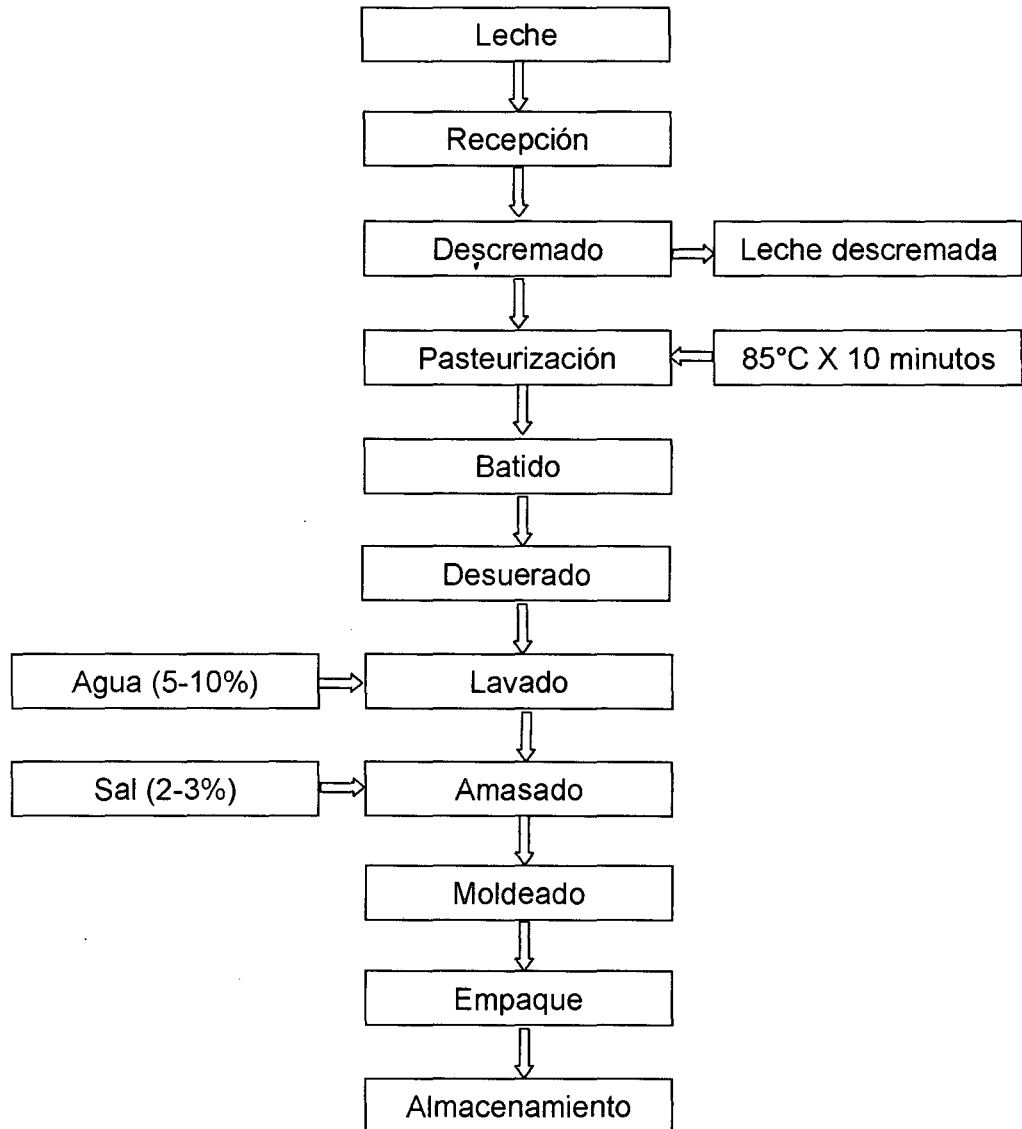 Leche
Recepción
Descremado
Leche descremada
Pasteurización
85°C X 10 minutos
Batido
Desuerado
Agua (5-10%)
Lavado
Sal (2-3%)
Amasado
Moldeado
Empaque
Almacenamiento